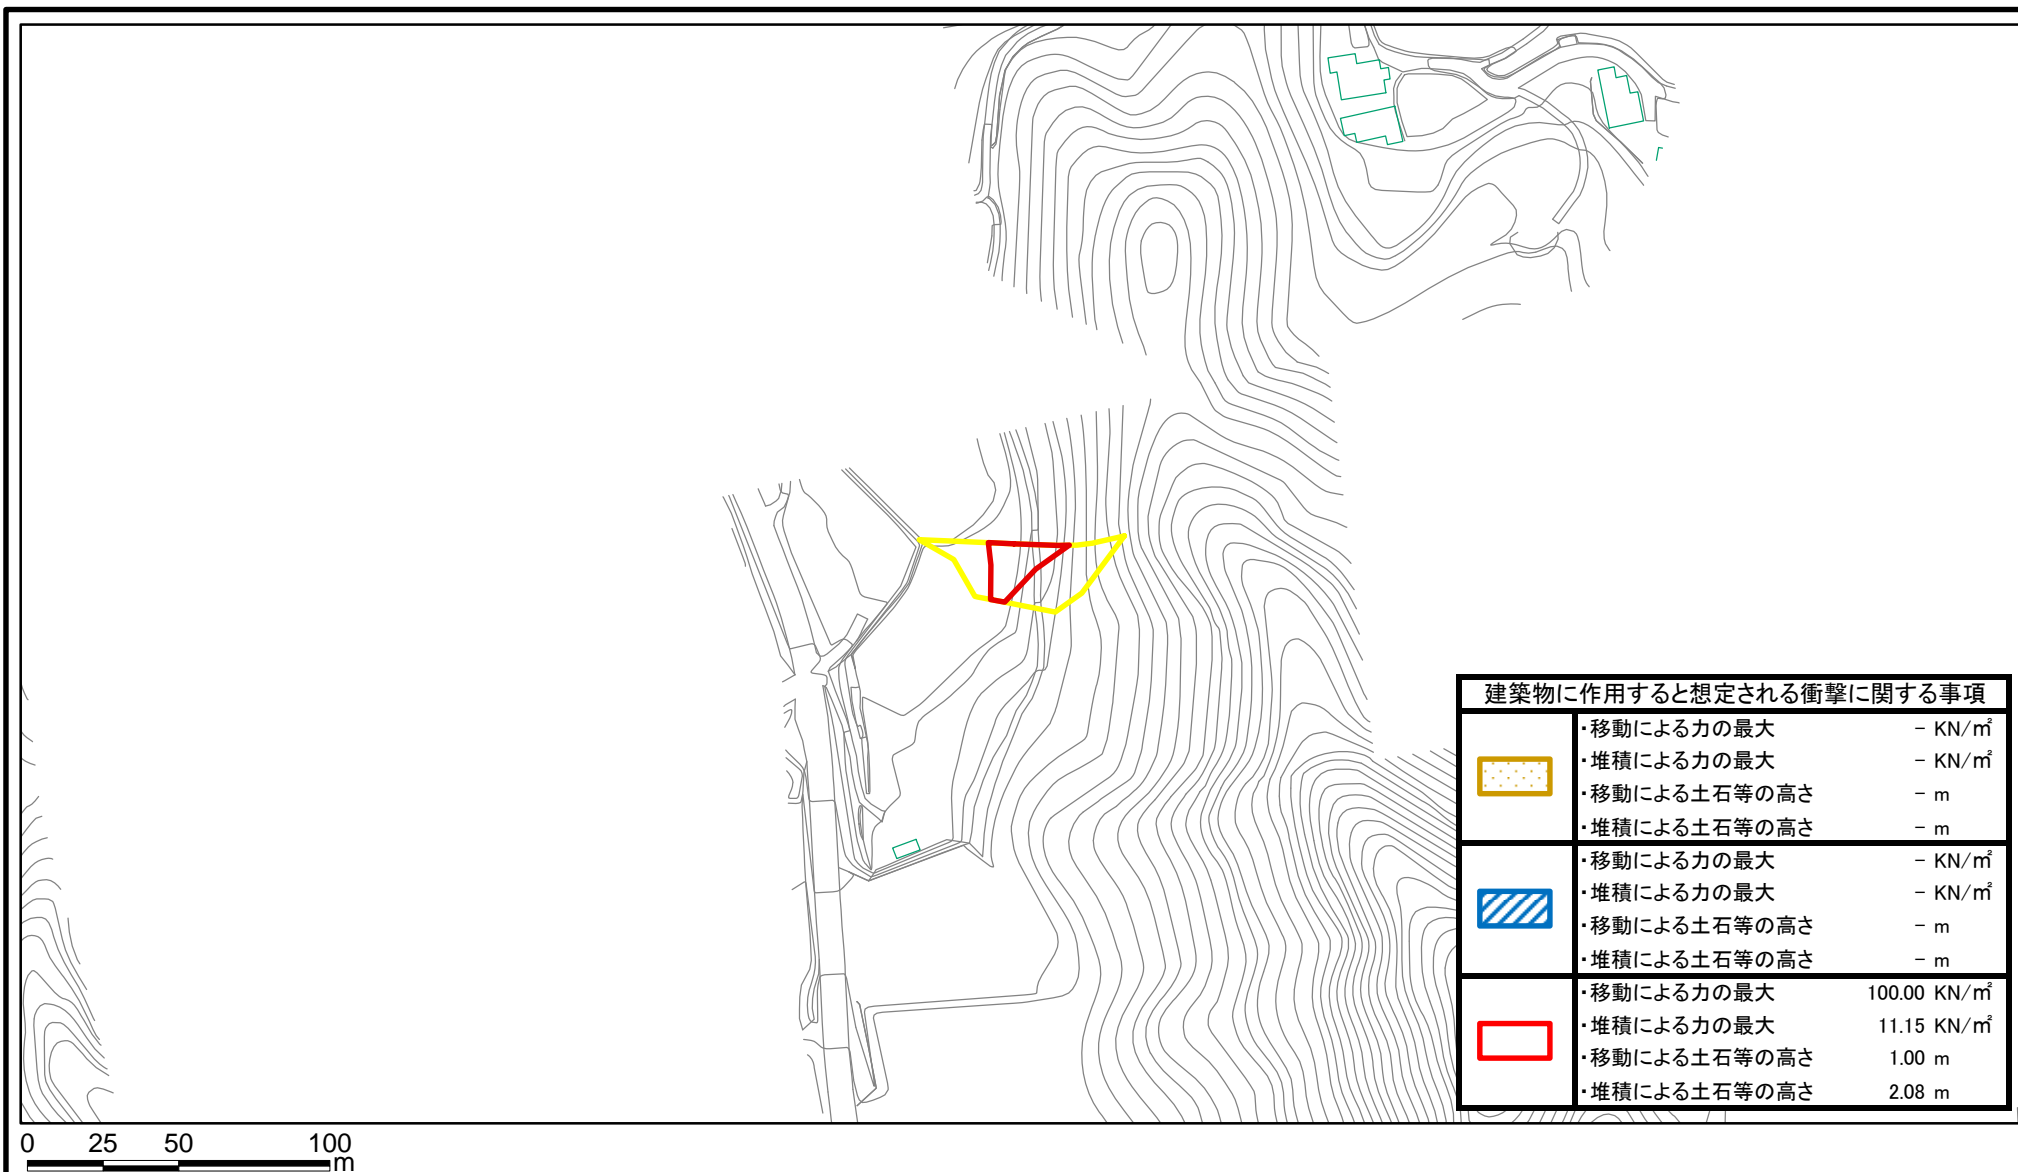 建築物に作用すると想定される衝撃に関する事項
・移動による力の最大 － KN/㎡
・堆積による力の最大 － KN/㎡
・移動による土石等の高さ － m
・堆積による土石等の高さ － m
・移動による力の最大 － KN/㎡
・堆積による力の最大 － KN/㎡
・移動による土石等の高さ － m
・堆積による土石等の高さ － m
・移動による力の最大 100.00 KN/㎡
・堆積による力の最大 11.15 KN/㎡
・移動による土石等の高さ 1.00 m
・堆積による土石等の高さ 2.08 m
0 25 50 100
m